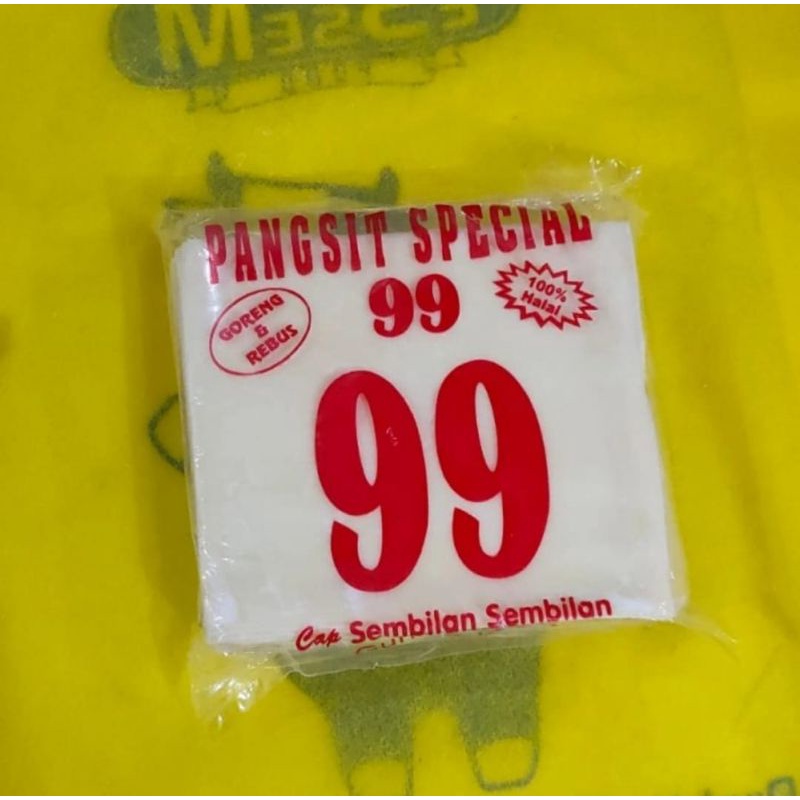 PANGSIT SPECIAL
99
GORENG
&
REBUS
100%
Halal
99
Cap Sembilan Sembilan